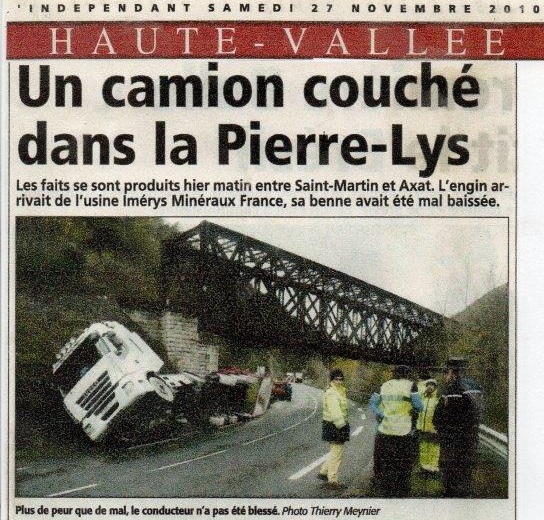 L'INDEPENDANT SAMEDI 27 NOVEMBRE 2010
HAUTE-VALLEE
Un camion couché
dans la Pierre-Lys
Les faits se sont produits hier matin entre Saint-Martin et Axat. L'engin ar-
rivait de l'usine Imérys Minéraux France, sa benne avait été mal baissée.
Plus de peur que de mal, le conducteur n'a pas été blessé. Photo Thierry Meynier